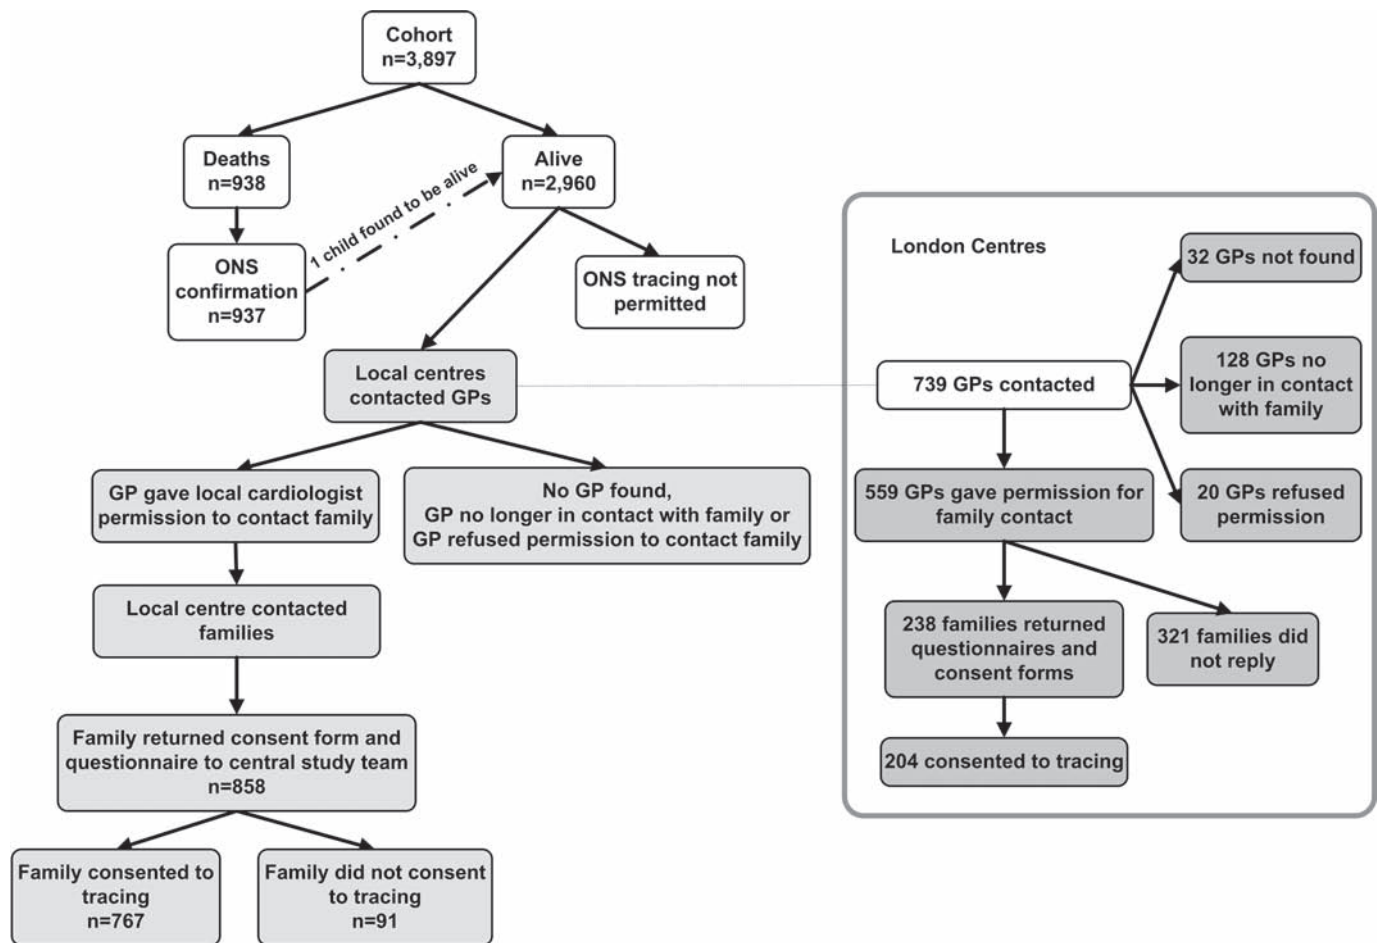 Cohort
n=3,897
Deaths
n=938
Alive
n=2,960
1 child found to be alive
ONS
confirmation
n=937
ONS tracing not
permitted
Local centres
contacted GPs
GP gave local cardiologist
permission to contact family
No GP found,
GP no longer in contact with family or
GP refused permission to contact family
Local centre contacted
families
Family returned consent form and
questionnaire to central study team
n=858
Family consented to
tracing
n=767
Family did not consent
to tracing
n=91
London Centres
32 GPs not found
739 GPs contacted
128 GPs no
longer in contact
with family
559 GPs gave permission for
family contact
20 GPs refused
permission
238 families returned
questionnaires and
consent forms
321 families did
not reply
204 consented to tracing